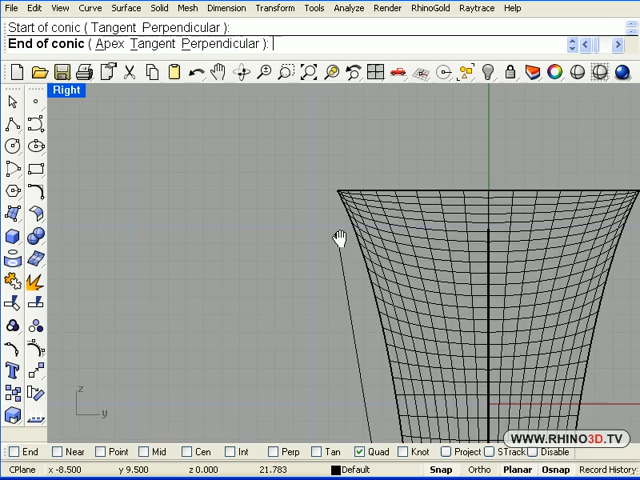 File Edit View Curve Surface Solid Mesh Dimension Transform Tools Analyze Render RhinoGold Raytrace Help
Start of conic ( Tangent Perpendicular ):
End of conic ( Apex Tangent Perpendicular ):
Right
z
y
WWW.RHINO3D.TV
End Near Point Mid Cen Int Perp Tan Quad Knot Project STrack Disable
CPlane x -8.500 y 9.500 z 0.000 21.783 Default Snap Ortho Planar Osnap Record History